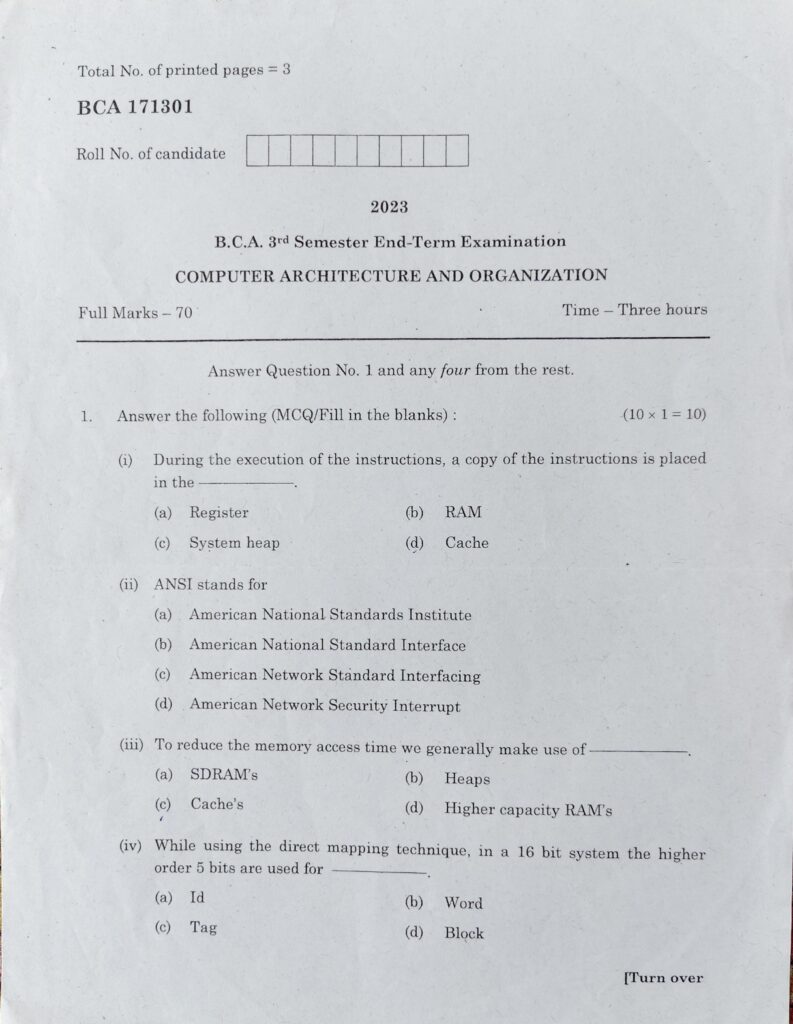 Total No. of printed pages = 3
BCA 171301
Roll No. of candidate
2023
B.C.A. 3rd Semester End-Term Examination
COMPUTER ARCHITECTURE AND ORGANIZATION
Full Marks – 70 Time – Three hours
Answer Question No. 1 and any four from the rest.
1. Answer the following (MCQ/Fill in the blanks) : (10 × 1 = 10)
(i) During the execution of the instructions, a copy of the instructions is placed
in the ————.
(a) Register (b) RAM
(c) System heap (d) Cache
(ii) ANSI stands for
(a) American National Standards Institute
(b) American National Standard Interface
(c) American Network Standard Interfacing
(d) American Network Security Interrupt
(iii) To reduce the memory access time we generally make use of ————.
(a) SDRAM's (b) Heaps
(c) Cache's (d) Higher capacity RAM's
(iv) While using the direct mapping technique, in a 16 bit system the higher
order 5 bits are used for ————.
(a) Id (b) Word
(c) Tag (d) Block
[Turn over